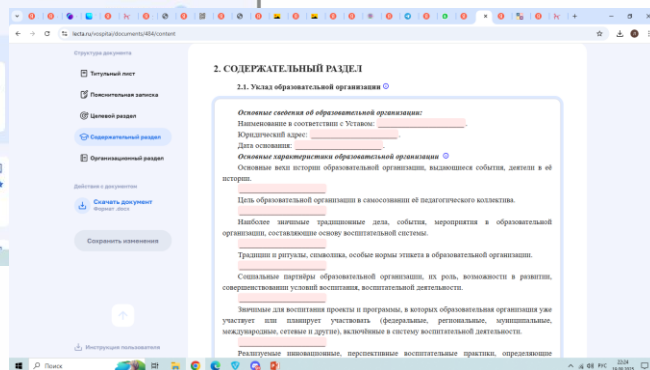 lecta.ru/vospitai/documents/484/content
Структура документа
Титульный лист
Пояснительная записка
Целевой раздел
Содержательный раздел
Организационный раздел
Действия с документом
Скачать документ
Формат: docx
Сохранить изменения
Инструкция пользователя
2. СОДЕРЖАТЕЛЬНЫЙ РАЗДЕЛ
2.1. Уклад образовательной организации
Основные сведения об образовательной организации:
Наименование в соответствии с Уставом:
Юридический адрес:
Дата основания:
Основные характеристики образовательной организации
Основные вехи истории образовательной организации, выдающиеся события, деятели в её
истории.
Цель образовательной организации в самосознании её педагогического коллектива.
Наиболее значимые традиционные дела, события, мероприятия в образовательной
организации, составляющие основу воспитательной системы.
Традиции и ритуалы, символика, особые нормы этикета в образовательной организации.
Социальные партнёры образовательной организации, их роль, возможности в развитии,
совершенствовании условий воспитания, воспитательной деятельности.
Значимые для воспитания проекты и программы, в которых образовательная организация уже
участвует или планирует участвовать (федеральные, региональные, муниципальные,
международные, сетевые и другие), включённые в систему воспитательной деятельности.
Реализуемые инновационные, перспективные воспитательные практики, определяющие
Поиск
РУС
22:24